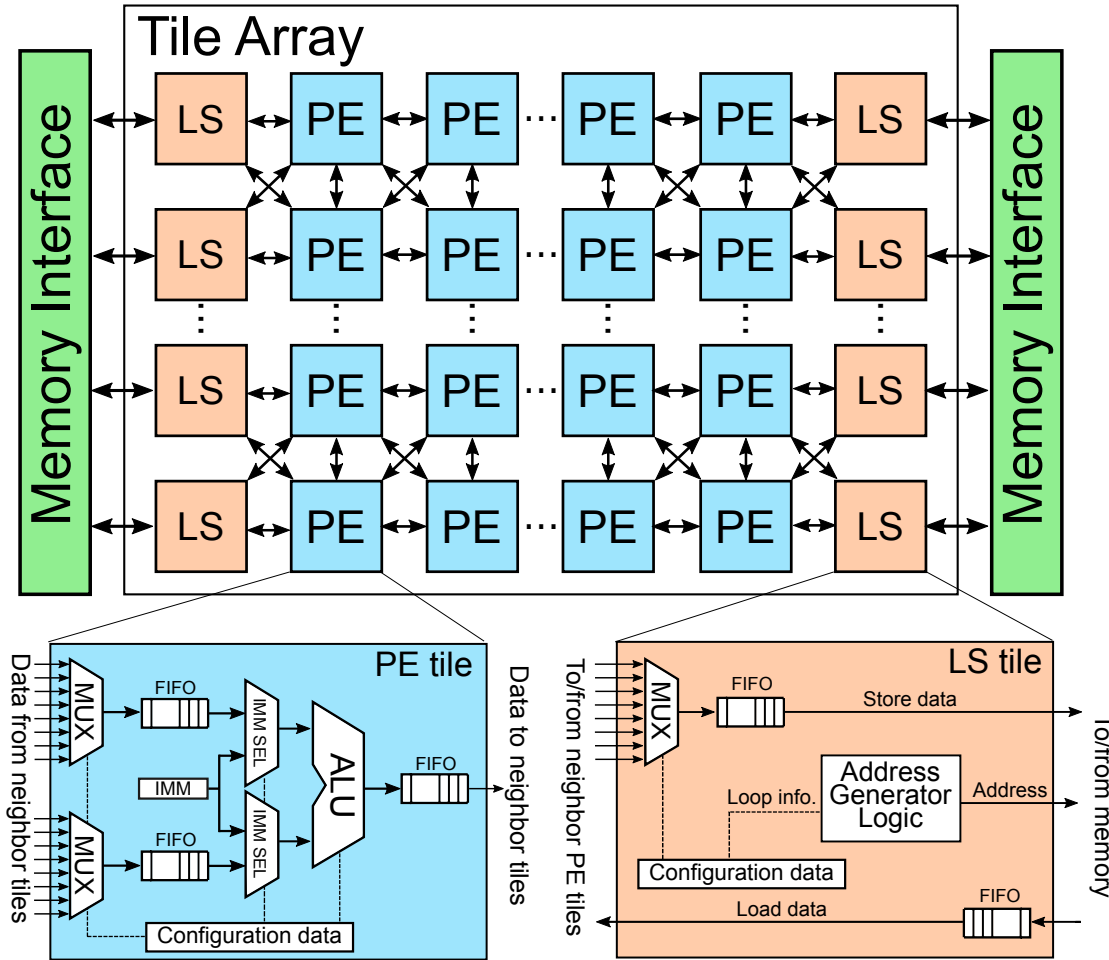 Tile Array
Memory Interface
LS PE PE ... PE PE LS
LS PE PE PE PE LS
LS PE PE ... PE PE LS
LS PE PE ... PE PE LS
Memory Interface
PE tile
Data from neighbor tiles
MUX
FIFO
IMM SEL
IMM
ALU
FIFO
MUX
FIFO
IMM SEL
Configuration data
Data to neighbor tiles
LS tile
To/from neighbor PE tiles
MUX
FIFO
Store data
Address
Generator
Logic
Loop info.
Address
Configuration data
FIFO
Load data
To/from memory